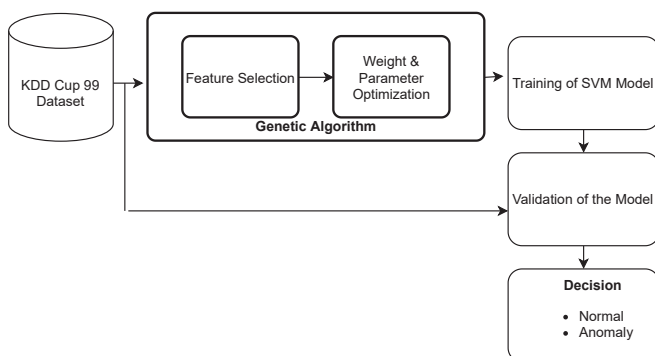 KDD Cup 99
Dataset
Feature Selection
Weight &
Parameter
Optimization
Genetic Algorithm
Training of SVM Model
Validation of the Model
Decision
• Normal
• Anomaly